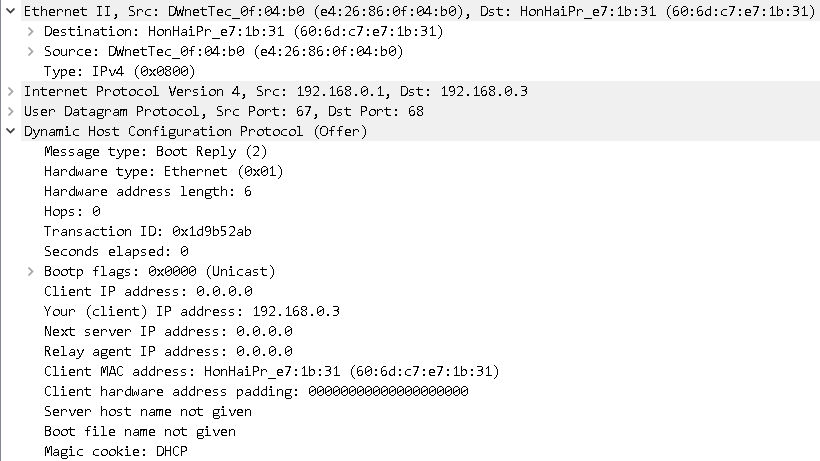 Ethernet II, Src: DWnetTec_0f:04:b0 (e4:26:86:0f:04:b0), Dst: HonHaiPr_e7:1b:31 (60:6d:c7:e7:1b:31)
Destination: HonHaiPr_e7:1b:31 (60:6d:c7:e7:1b:31)
Source: DWnetTec_0f:04:b0 (e4:26:86:0f:04:b0)
Type: IPv4 (0x0800)
Internet Protocol Version 4, Src: 192.168.0.1, Dst: 192.168.0.3
User Datagram Protocol, Src Port: 67, Dst Port: 68
Dynamic Host Configuration Protocol (Offer)
Message type: Boot Reply (2)
Hardware type: Ethernet (0x01)
Hardware address length: 6
Hops: 0
Transaction ID: 0x1d9b52ab
Seconds elapsed: 0
Bootp flags: 0x0000 (Unicast)
Client IP address: 0.0.0.0
Your (client) IP address: 192.168.0.3
Next server IP address: 0.0.0.0
Relay agent IP address: 0.0.0.0
Client MAC address: HonHaiPr_e7:1b:31 (60:6d:c7:e7:1b:31)
Client hardware address padding: 00000000000000000000
Server host name not given
Boot file name not given
Magic cookie: DHCP